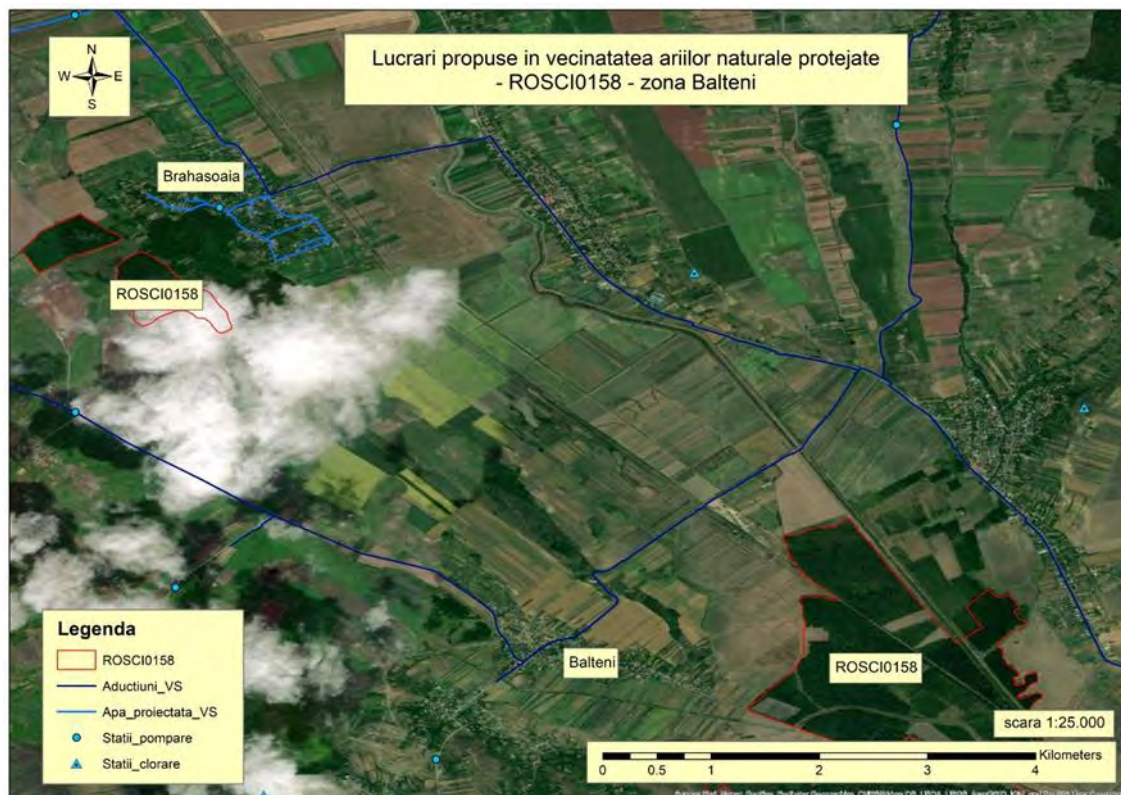 Lucrari propuse in vecinatatea ariilor naturale protejate
- ROSCI0158 - zona Balteni
N
W E
S
Brahasoaia
ROSCI0158
Balteni
ROSCI0158
Legenda
ROSCI0158
Aductiuni_VS
Apa_proiectata_VS
Statii_pompare
Statii_clorare
scara 1:25.000
Kilometers
0 0.5 1 2 3 4